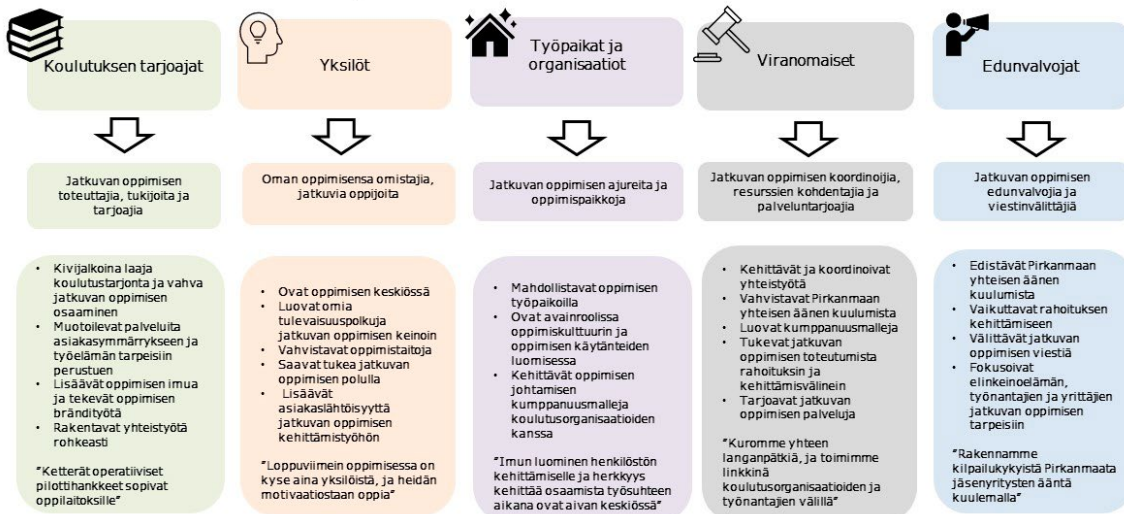 Koulutuksen tarjoajat
Yksilöt
Työpaikat ja
organisaatiot
Viranomaiset
Edunvalvojat
Jatkuvan oppimisen
toteuttajia, tukijoita ja
tarjoajia
Oman oppimisensa omistajia,
jatkuvia oppijoita
Jatkuvan oppimisen ajureita ja
oppimispaikkoja
Jatkuvan oppimisen koordinoijia,
resurssien kohdentajia ja
palveluntarjoajia
Jatkuvan oppimisen
edunvalvojia ja
viestinvälittäjiä
• Kivijalkoina laaja
koulutustarjonta ja vahva
jatkuvan oppimisen
osaaminen
• Muotoilevat palveluita
asiakasymmärrykseen ja
työelämän tarpeisiin
perustuen
• Lisäävät oppimisen imua
ja tekevät oppimisen
brändityötä
• Rakentavat yhteistyötä
rohkeasti
"Ketterät operatiiviset
pilottihankkeet sopivat
oppilaitoksille"
• Ovat oppimisen keskiössä
• Luovat omia
tulevaisuuspolkuja
jatkuvan oppimisen keinoin
• Vahvistavat oppimistaitoja
• Saavat tukea jatkuvan
oppimisen polulla
• Lisäävät
asiakaslähtöisyyttä
jatkuvan oppimisen
kehittämistyöhön
"Loppuviimein oppimisessa on
kyse aina yksilöistä, ja heidän
motivaatiostaan oppia"
• Mahdollistavat oppimisen
työpaikoilla
• Ovat avainroolissa
oppimiskulttuurin ja
oppimisen käytänteiden
luomisessa
• Kehittävät oppimisen
johtamisen
kumppanuusmalleja
koulutusorganisaatioiden
kanssa
"Imun luominen henkilöstön
kehittämiselle ja herkkyys
kehittää osaamista työsuhteen
aikana ovat aivan keskiössä"
• Kehittävät ja koordinoivat
yhteistyötä
• Vahvistavat Pirkanmaan
yhteisen äänen kuulumista
• Luovat kumppanuusmalleja
• Tukevat jatkuvan
oppimisen toteutumista
rahoituksin ja
kehittämisvälinein
• Tarjoavat jatkuvan
oppimisen palveluja
"Kuromme yhteen
langanpätkiä, ja toimimme
linkkinä
koulutusorganisaatioiden ja
työnantajien välillä"
• Edistävät Pirkanmaan
yhteisen äänen
kuulumista
• Vaikuttavat rahoituksen
kehittämiseen
• Välittävät jatkuvan
oppimisen viestiä
• Fokusoivat
elinkeinoelämän,
työnantajien ja yrittäjien
jatkuvan oppimisen
tarpeisiin
"Rakennamme
kilpailukykyistä Pirkanmaata
jäsenyritysten ääntä
kuulemalla"